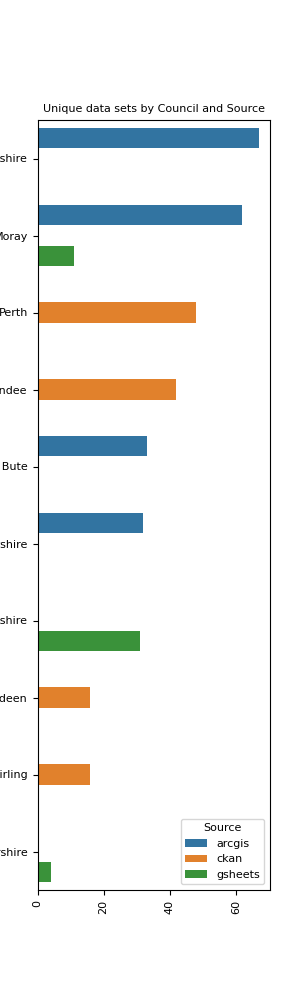 Unique data sets by Council and Source
shire
Moray
Perth
ndee
Bute
shire
shire
deen
irling
rshire
0
20
40
60
Source
arcgis
ckan
gsheets